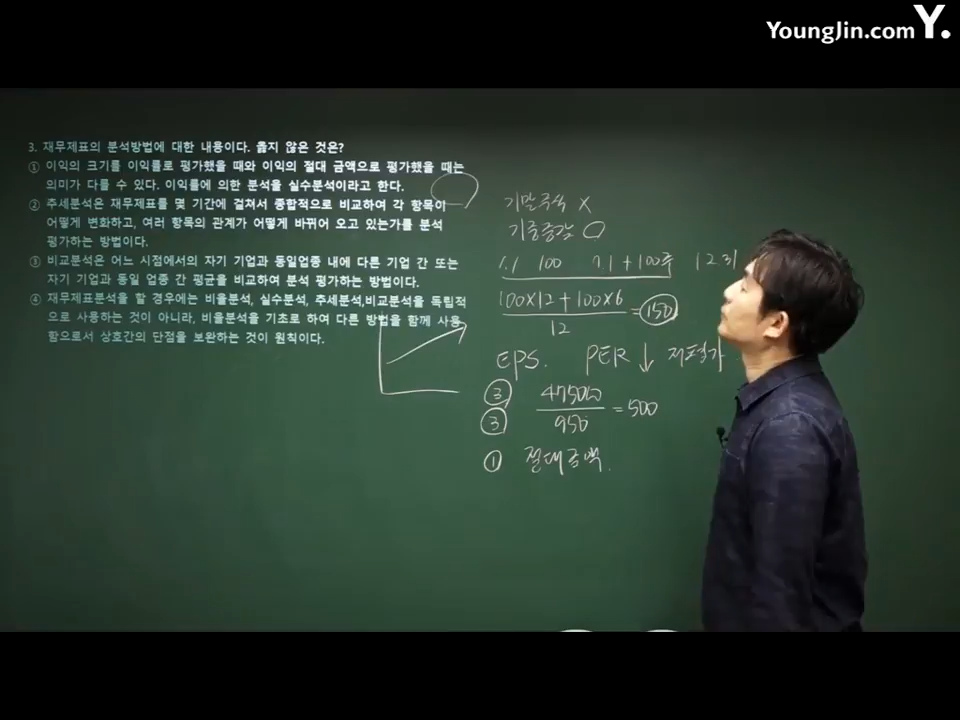 YoungJin.com Y.
3. 재무제표의 분석방법에 대한 내용이다. 옳지 않은 것은?
① 이익의 크기를 이익률로 평가했을 때와 이익의 절대 금액으로 평가했을 때는
의미가 다를 수 있다. 이익률에 의한 분석을 실수분석이라고 한다.
② 추세분석은 재무제표를 몇 기간에 걸쳐서 종합적으로 비교하여 각 항목이
어떻게 변화하고, 여러 항목의 관계가 어떻게 바뀌어 오고 있는가를 분석
평가하는 방법이다.
③ 비교분석은 어느 시점에서의 자기 기업과 동일업종 내에 다른 기업 간 또는
자기 기업과 동일 업종 간 평균을 비교하여 분석 평가하는 방법이다.
④ 재무제표분석을 할 경우에는 비율분석, 실수분석, 추세분석,비교분석을 독립적
으로 사용하는 것이 아니라, 비율분석을 기초로 하여 다른 방법을 함께 사용
함으로서 상호간의 단점을 보완하는 것이 원칙이다.
기말주식 X
기중증감 O
1.1 100 7.1 +100주 12 31
100X12 + 100X6
12
= 150
EPS. PER ↓ 저평가
③ 
③ 950 = 500
① 절대금액.